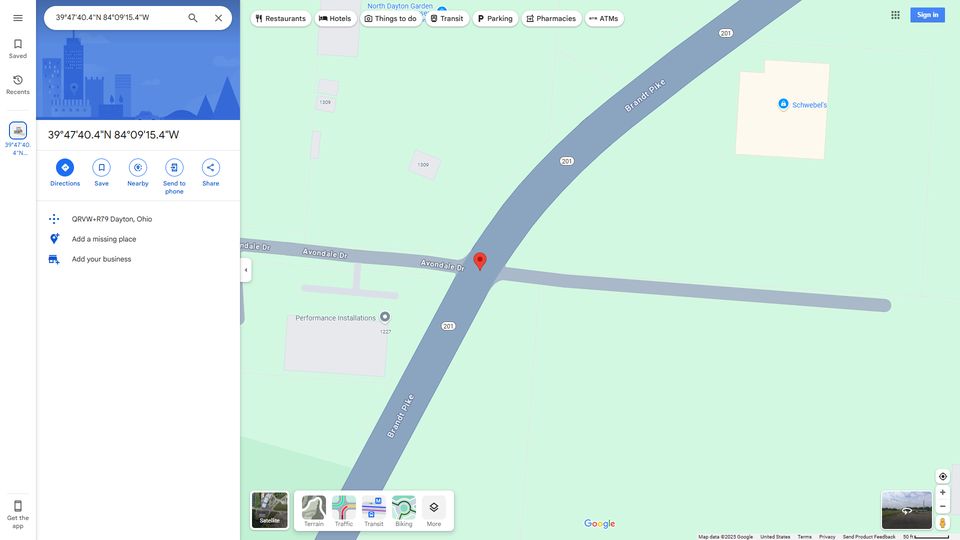 39°47'40.4"N 84°09'15.4"W
Restaurants
Hotels
Things to do
Transit
Parking
Pharmacies
ATMs
Sign in
Saved
Recents
39°47'40.
4"N...
39°47'40.4"N 84°09'15.4"W
Directions
Save
Nearby
Send to
phone
Share
QRVW+R79 Dayton, Ohio
Add a missing place
Add your business
Get the
app
North Dayton Garden
201
Brandt Pike
1309
Schwebel's
201
1309
ndale Dr
Avondale Dr
Avondale Dr
Performance Installations
1227
201
Brandt Pike
Satellite
Terrain
Traffic
Transit
Biking
More
Google
Map data ©2025 Google
United States
Terms
Privacy
Send Product Feedback
50 ft